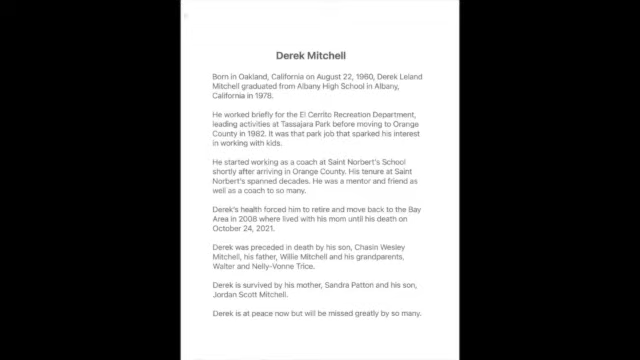 Derek Mitchell
Born in Oakland, California on August 22, 1960, Derek Leland
Mitchell graduated from Albany High School in Albany,
California in 1978.
He worked briefly for the El Cerrito Recreation Department,
leading activities at Tassajara Park before moving to Orange
County in 1982. It was that park job that sparked his interest
in working with kids.
He started working as a coach at Saint Norbert's School
shortly after arriving in Orange County. His tenure at Saint
Norbert's spanned decades. He was a mentor and friend as
well as a coach to so many.
Derek's health forced him to retire and move back to the Bay
Area in 2008 where lived with his mom until his death on
October 24, 2021.
Derek was preceded in death by his son, Chasin Wesley
Mitchell, his father, Willie Mitchell and his grandparents,
Walter and Nelly-Vonne Trice.
Derek is survived by his mother, Sandra Patton and his son,
Jordan Scott Mitchell.
Derek is at peace now but will be missed greatly by so many.